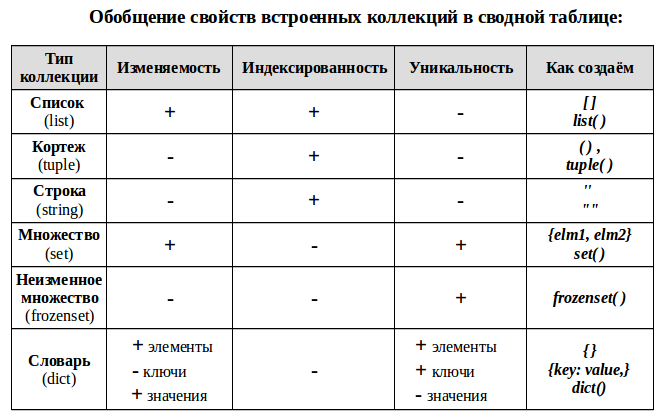 Обобщение свойств встроенных коллекций в сводной таблице:
Тип коллекции Изменяемость Индексированность Уникальность Как создаём
Список + + - [ ]
(list) list( )
Кортеж - + - ( ) ,
(tuple) tuple( )
Строка - + - ''
(string) ""
Множество + - + {elm1, elm2}
(set) set( )
Неизменное
множество - - + frozenset( )
(frozenset)
Словарь + элементы - + элементы { }
(dict) - ключи + ключи {key: value,}
+ значения - значения dict()